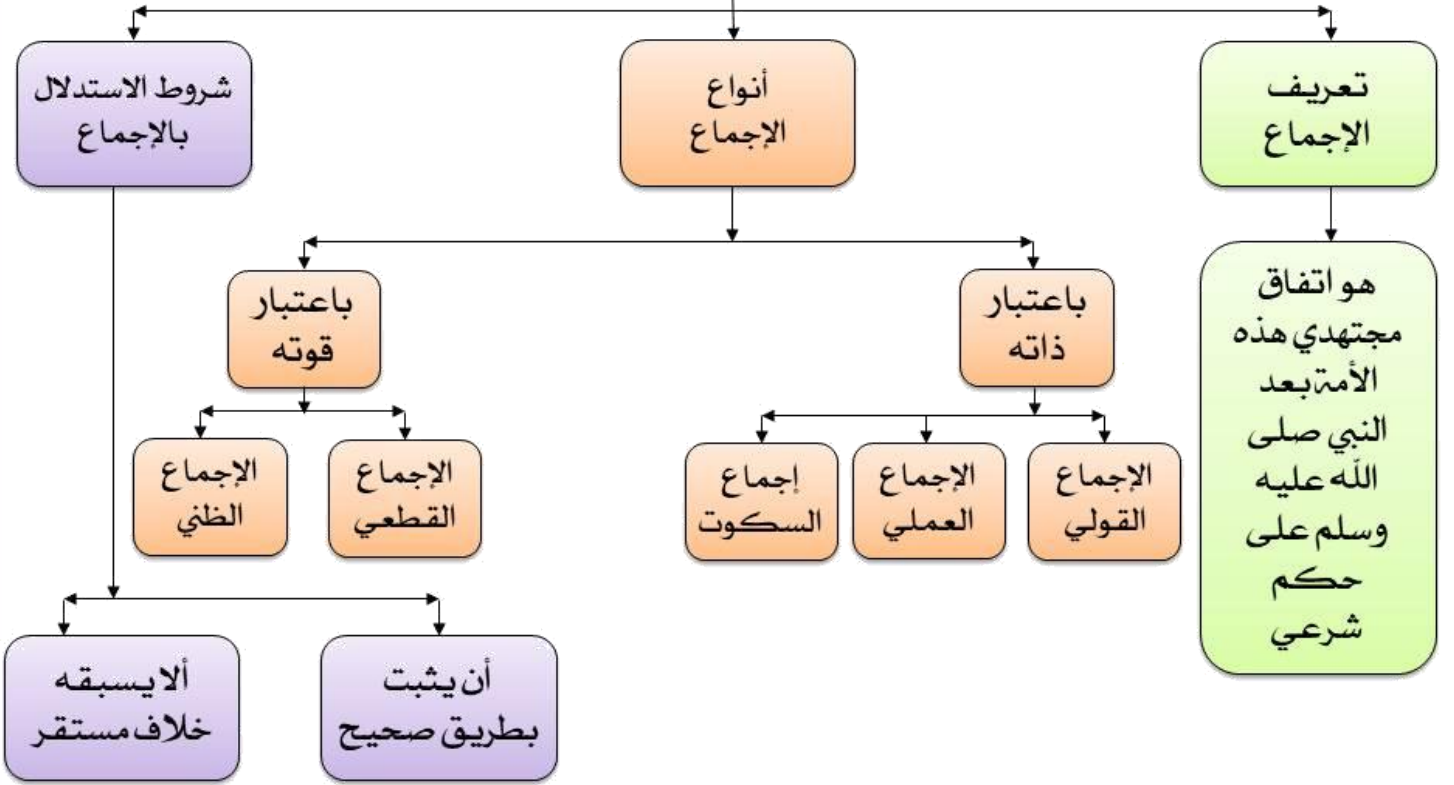 تعريف
الإجماع
أنواع
الإجماع
شروط الاستدلال
بالإجماع
هو اتفاق
مجتهدي هذه
الأمة بعد
النبي صلى
الله عليه
وسلم على
حكم
شرعي
باعتبار
ذاته
باعتبار
قوته
الإجماع
القولي
الإجماع
العملي
إجماع
السكوت
الإجماع
القطعي
الإجماع
الظني
أن يثبت
بطريق صحيح
ألا يسبقه
خلاف مستقر